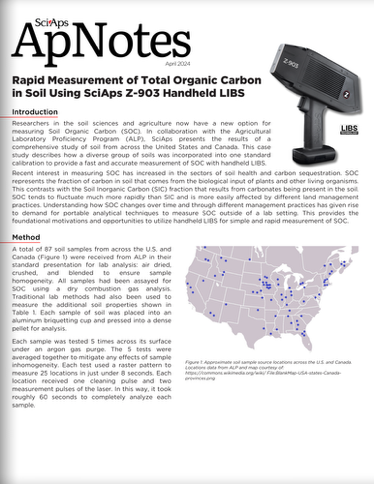 SciAps
ApNotes
April 2024
Z-903
Z
LIBS
Rapid Measurement of Total Organic Carbon
in Soil Using SciAps Z-903 Handheld LIBS
Introduction
Researchers in the soil sciences and agriculture now have a new option for
measuring Soil Organic Carbon (SOC). In collaboration with the Agricultural
Laboratory Proficiency Program (ALP), SciAps presents the results of a
comprehensive study of soil from across the United States and Canada. This case
study describes how a diverse group of soils was incorporated into one standard
calibration to provide a fast and accurate measurement of SOC with handheld LIBS.
Recent interest in measuring SOC has increased in the sectors of soil health and carbon sequestration. SOC
represents the fraction of carbon in soil that comes from the biological input of plants and other living organisms.
This contrasts with the Soil Inorganic Carbon (SIC) fraction that results from carbonates being present in the soil.
SOC tends to fluctuate much more rapidly than SIC and is more easily affected by different land management
practices. Understanding how SOC changes over time and through different management practices has given rise
to demand for portable analytical techniques to measure SOC outside of a lab setting. This provides the
foundational motivations and opportunities to utilize handheld LIBS for simple and rapid measurement of SOC.
Method
A total of 87 soil samples from across the U.S. and
Canada (Figure 1) were received from ALP in their
standard presentation for lab analysis: air dried,
crushed, and blended to ensure sample
homogeneity. All samples had been assayed for
SOC using a dry combustion gas analysis.
Traditional lab methods had also been used to
measure the additional soil properties shown in
Table 1. Each sample of soil was placed into an
aluminum briquetting cup and pressed into a dense
pellet for analysis.
Each sample was tested 5 times across its surface
under an argon gas purge. The 5 tests were
averaged together to mitigate any effects of sample
inhomogeneity. Each test used a raster pattern to
measure 25 locations in just under 8 seconds. Each
location received one cleaning pulse and two
measurement pulses of the laser. In this way, it took
roughly 60 seconds to completely analyze each
sample.
Figure 1. Approximate soil sample source locations across the U.S. and Canada.
Locations data from ALP and map courtesy of:
https://commons.wikimedia.org/wiki/ File:BlankMap-USA-states-Canada-
provinces.png